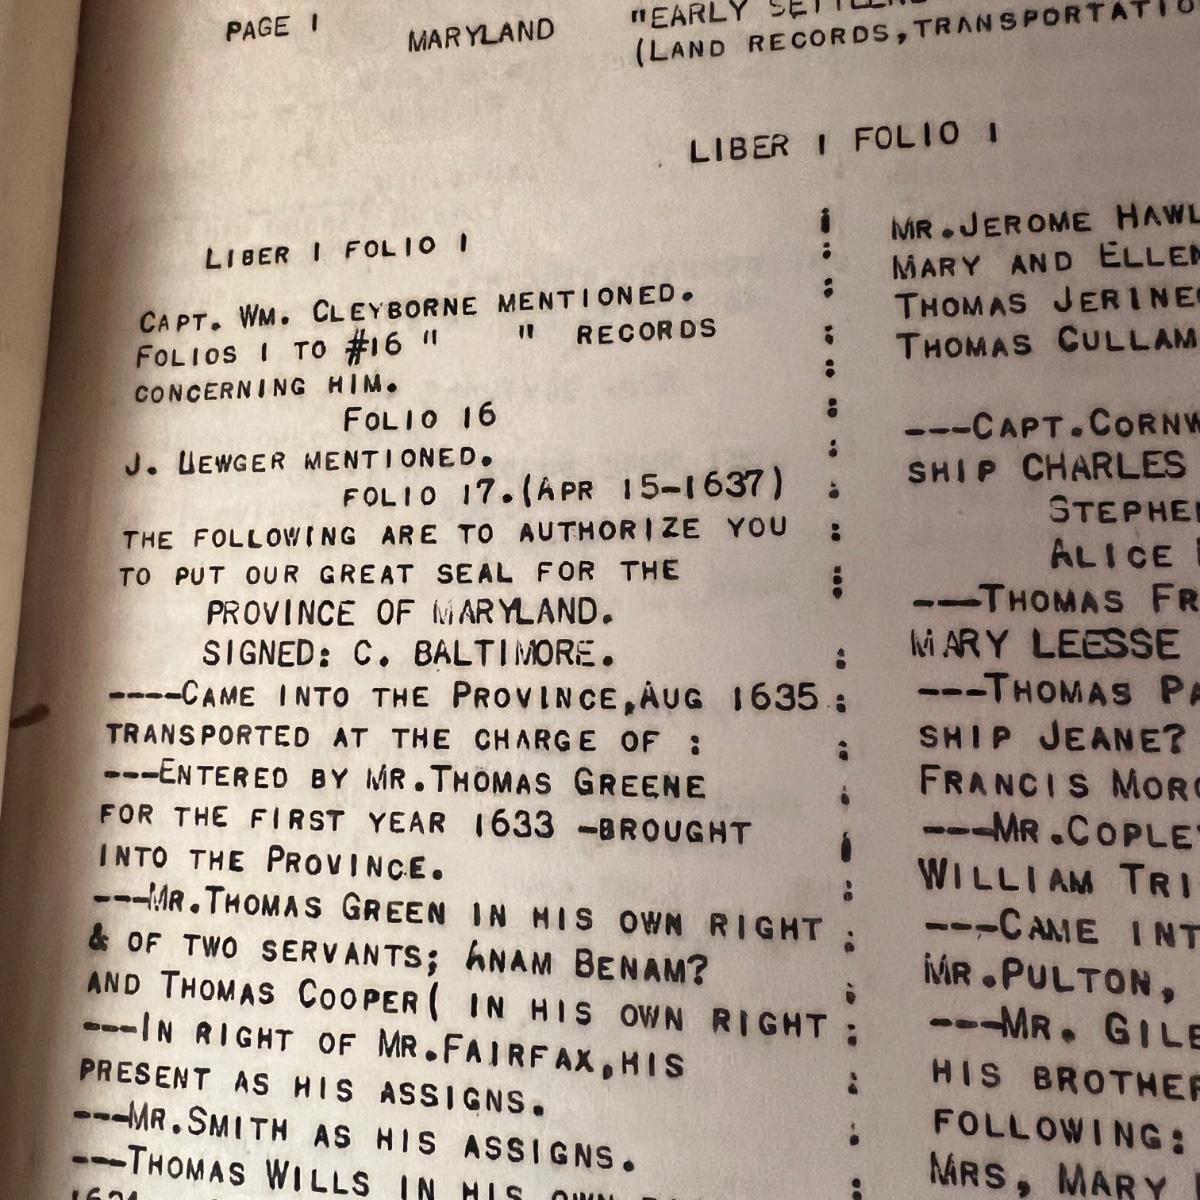 PAGE 1 MARYLAND "EARLY
(LAND RECORDS,
LIBER 1 FOLIO 1
LIBER 1 FOLIO 1
CAPT. WM. CLEYBORNE MENTIONED.
FOLIOS 1 TO #16 " " RECORDS
CONCERNING HIM.
FOLIO 16
J. MENTIONED.
FOLIO 17.(APR 15-1637)
THE FOLLOWING ARE TO AUTHORIZE YOU
TO PUT OUR GREAT SEAL FOR THE
PROVINCE OF MARYLAND.
SIGNED: C. BALTIMORE.
----CAME INTO THE PROVINCE,AUG 1635
TRANSPORTED AT THE CHARGE OF :
---ENTERED BY MR.THOMAS GREENE
FOR THE FIRST YEAR 1633 -BROUGHT
INTO THE PROVINCE.
---MR.THOMAS GREEN IN HIS OWN RIGHT
& OF TWO SERVANTS; ANAM BENAM?
AND THOMAS COOPER( IN HIS OWN RIGHT
---IN RIGHT OF MR.FAIRFAX,HIS
PRESENT AS HIS ASSIGNS.
---MR.SMITH AS HIS ASSIGNS.
---THOMAS WILLS IN HIS OWN
MR.JEROME
MARY AND
THOMAS
THOMAS
---CAPT.
SHIP CHARLES
ALICE
---THOMAS
MARY LEESSE
---THOMAS
SHIP JEANE?
FRANCIS
---MR.
WILLIAM
---CAME
MR.PULTON,
---MR.
HIS
FOLLOWING:
MRS, MARY